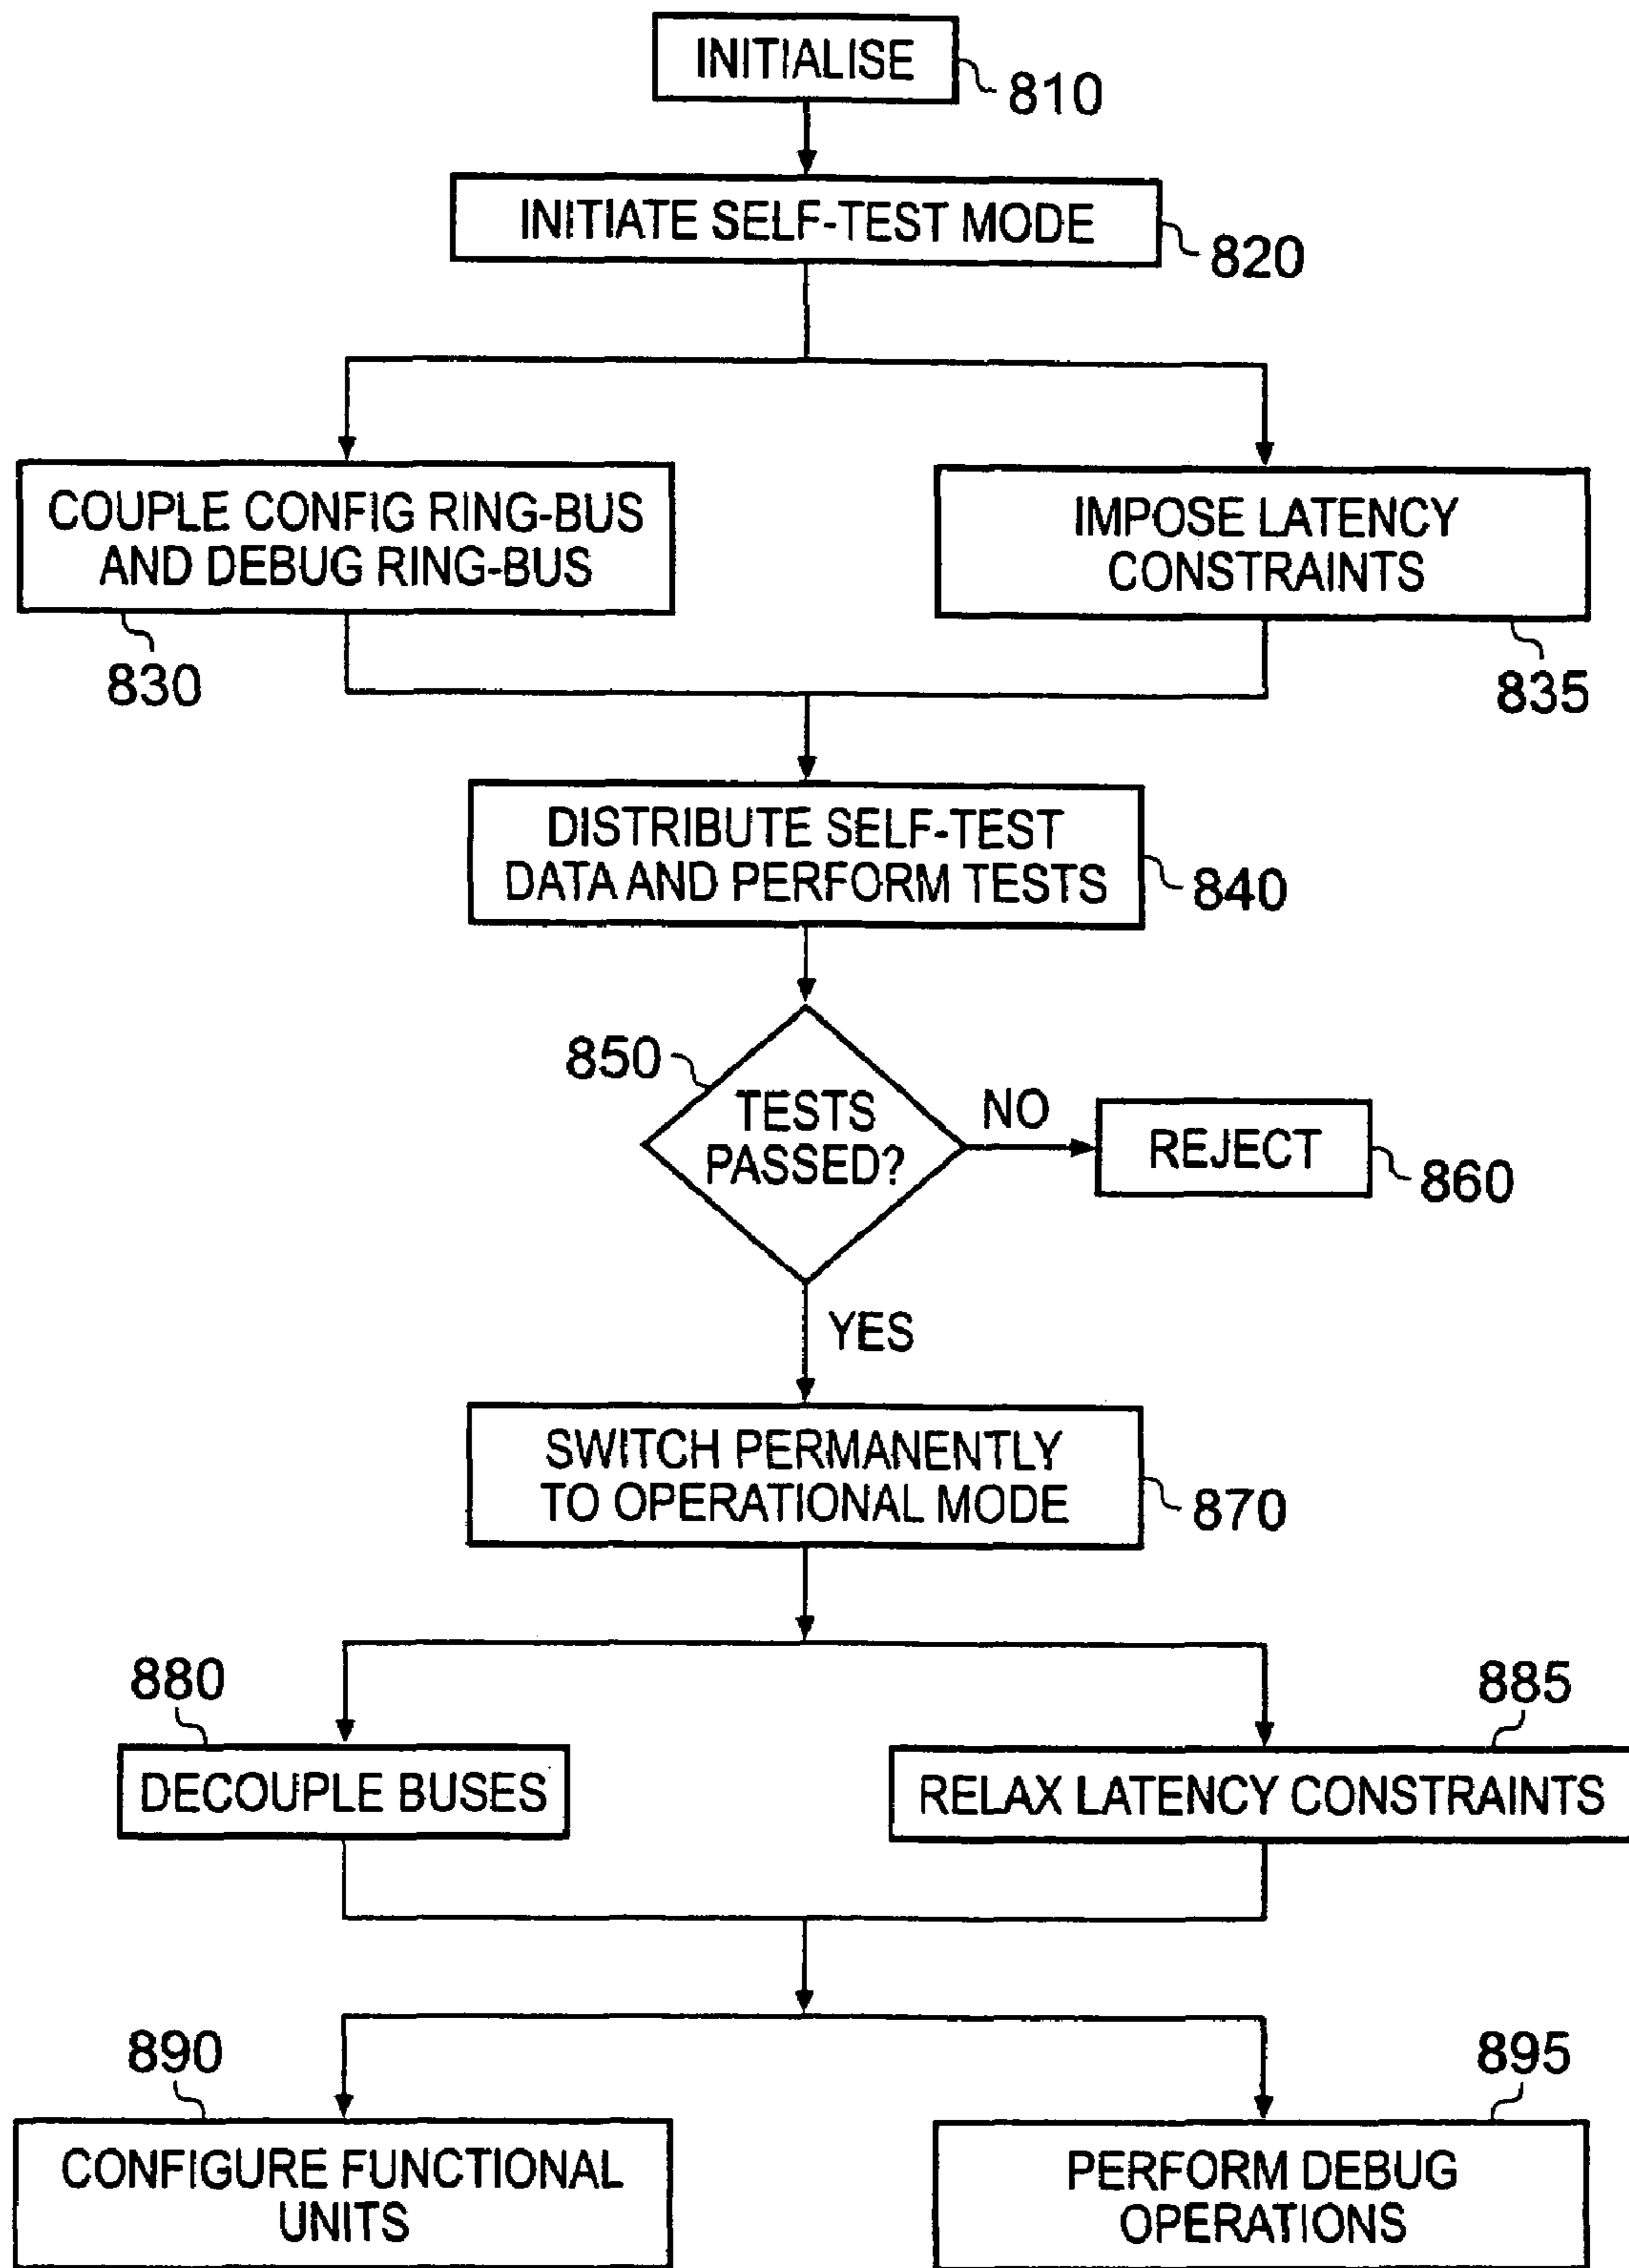 INITIALISE
810
INITIATE SELF-TEST MODE
820
COUPLE CONFIG RING-BUS
AND DEBUG RING-BUS
830
IMPOSE LATENCY
CONSTRAINTS
835
DISTRIBUTE SELF-TEST
DATA AND PERFORM TESTS
840
850
TESTS
PASSED?
NO
REJECT
860
YES
SWITCH PERMANENTLY
TO OPERATIONAL MODE
870
880
DECOUPLE BUSES
885
RELAX LATENCY CONSTRAINTS
890
CONFIGURE FUNCTIONAL
UNITS
895
PERFORM DEBUG
OPERATIONS